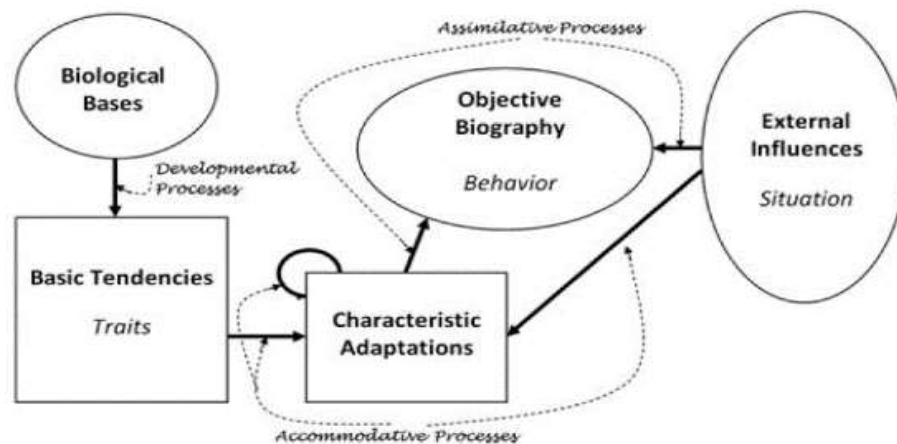 Assimilative Processes
Biological
Bases
Objective
Biography
Behavior
External
Influences
Situation
Developmental
Processes
Basic Tendencies
Traits
Characteristic
Adaptations
Accommodative Processes